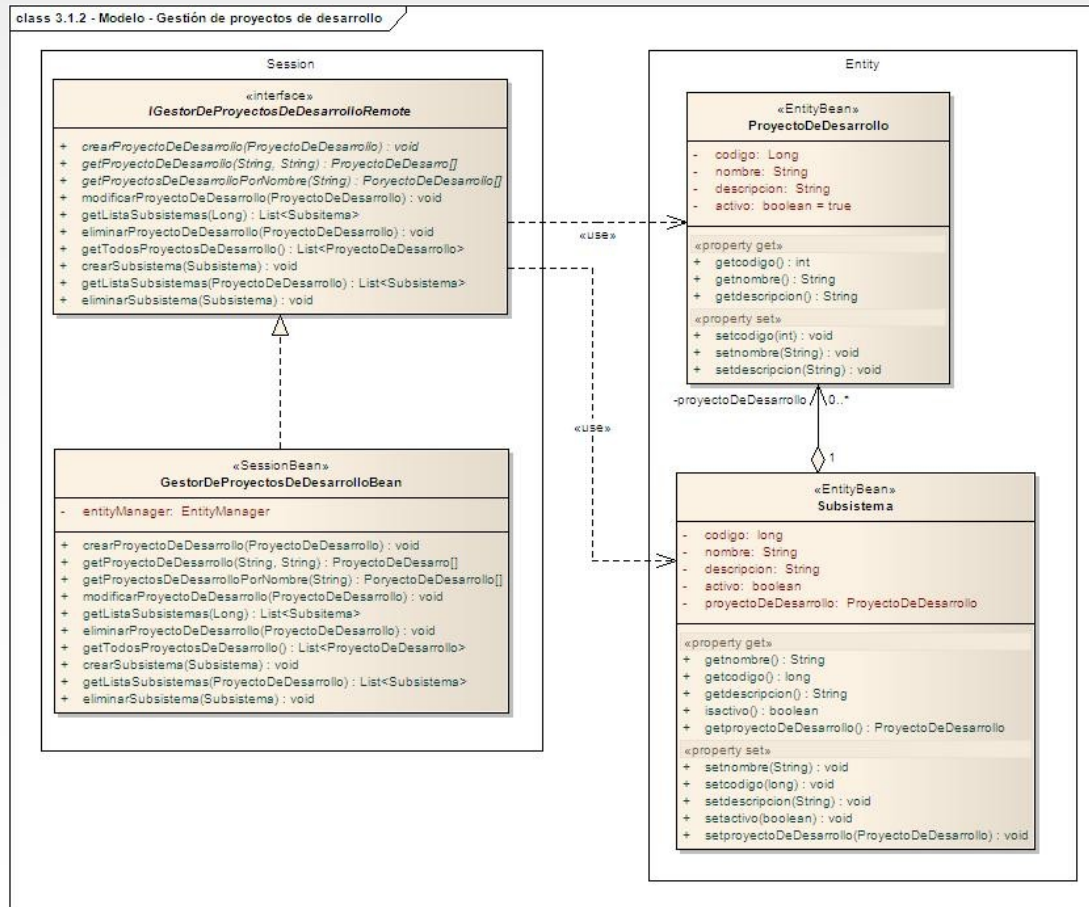 class 3.1.2 - Modelo - Gestión de proyectos de desarrollo
Session
«interface»
IGestorDeProyectosDeDesarrolloRemote
+ crearProyectoDeDesarrollo(ProyectoDeDesarrollo) : void
+ getProyectoDeDesarrollo(String, String) : ProyectoDeDesarro[]
+ getProyectosDeDesarrolloPorNombre(String) : PoryectoDeDesarrollo[]
+ modificarProyectoDeDesarrollo(ProyectoDeDesarrollo) : void
+ getListaSubsistemas(Long) : List<Subsitema>
+ eliminarProyectoDeDesarrollo(ProyectoDeDesarrollo) : void
+ getTodosProyectosDeDesarrollo() : List<ProyectoDeDesarrollo>
+ crearSubsistema(Subsistema) : void
+ getListaSubsistemas(ProyectoDeDesarrollo) : List<Subsistema>
+ eliminarSubsistema(Subsistema) : void
«SessionBean»
GestorDeProyectosDeDesarrolloBean
- entityManager: EntityManager
+ crearProyectoDeDesarrollo(ProyectoDeDesarrollo) : void
+ getProyectoDeDesarrollo(String, String) : ProyectoDeDesarro[]
+ getProyectosDeDesarrolloPorNombre(String) : PoryectoDeDesarrollo[]
+ modificarProyectoDeDesarrollo(ProyectoDeDesarrollo) : void
+ getListaSubsistemas(Long) : List<Subsitema>
+ eliminarProyectoDeDesarrollo(ProyectoDeDesarrollo) : void
+ getTodosProyectosDeDesarrollo() : List<ProyectoDeDesarrollo>
+ crearSubsistema(Subsistema) : void
+ getListaSubsistemas(ProyectoDeDesarrollo) : List<Subsistema>
+ eliminarSubsistema(Subsistema) : void
«use»
«use»
Entity
«EntityBean»
ProyectoDeDesarrollo
- codigo: Long
- nombre: String
- descripcion: String
- activo: boolean = true
«property get»
+ getcodigo() : int
+ getnombre() : String
+ getdescripcion() : String
«property set»
+ setcodigo(int) : void
+ setnombre(String) : void
+ setdescripcion(String) : void
-proyectoDeDesarrollo 0..*
1
«EntityBean»
Subsistema
- codigo: long
- nombre: String
- descripcion: String
- activo: boolean
- proyectoDeDesarrollo: ProyectoDeDesarrollo
«property get»
+ getnombre() : String
+ getcodigo() : long
+ getdescripcion() : String
+ isactivo() : boolean
+ getproyectoDeDesarrollo() : ProyectoDeDesarrollo
«property set»
+ setnombre(String) : void
+ setcodigo(long) : void
+ setdescripcion(String) : void
+ setactivo(boolean) : void
+ setproyectoDeDesarrollo(ProyectoDeDesarrollo) : void